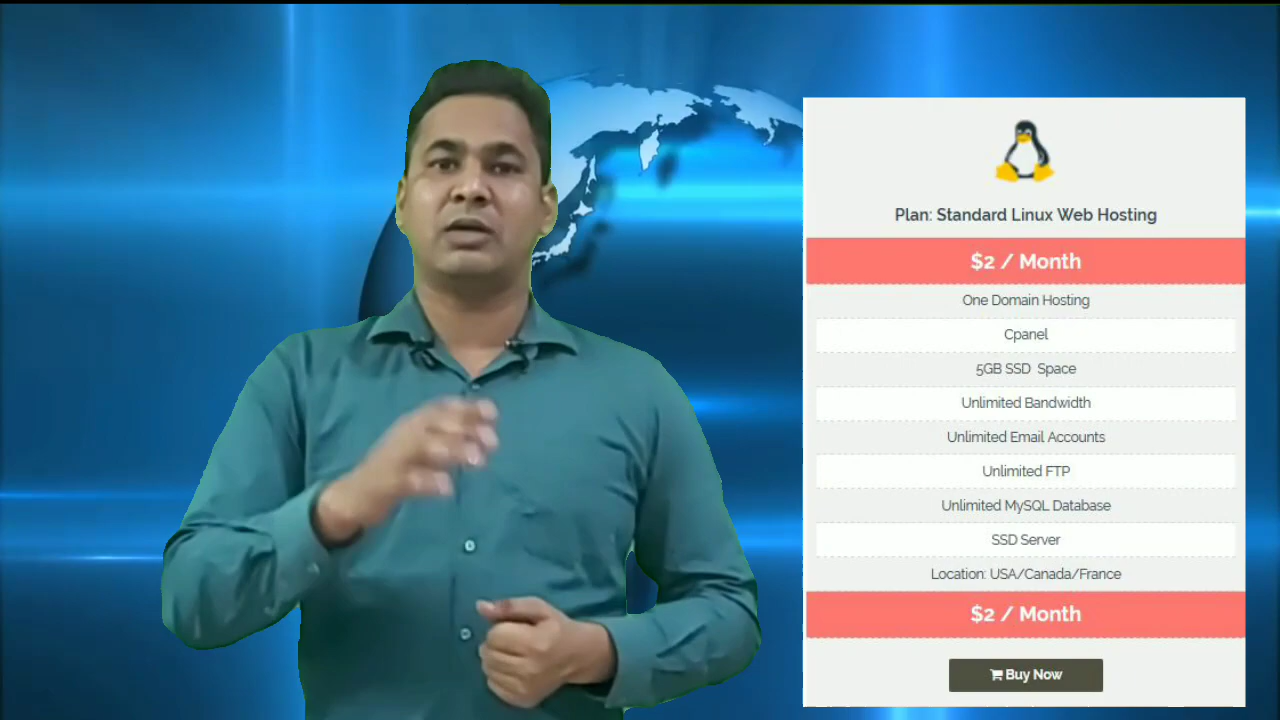 Plan: Standard Linux Web Hosting
$2 / Month
One Domain Hosting
Cpanel
5GB SSD Space
Unlimited Bandwidth
Unlimited Email Accounts
Unlimited FTP
Unlimited MySQL Database
SSD Server
Location: USA/Canada/France
$2 / Month
Buy Now